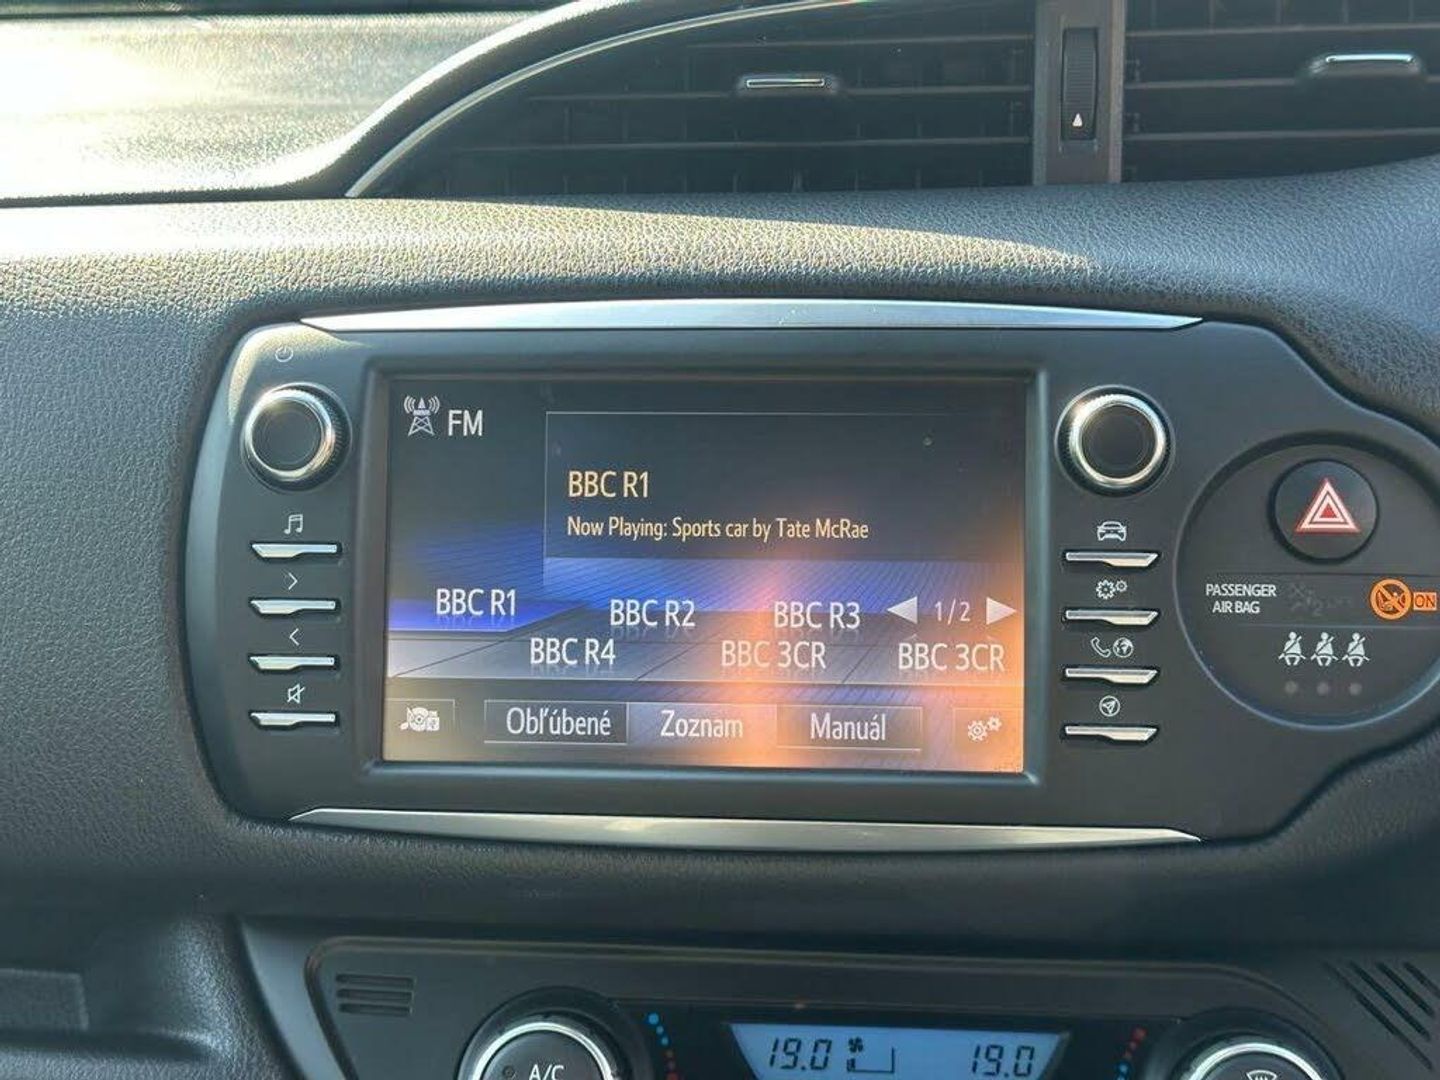 FM
BBC R1
Now Playing: Sports car by Tate McRae
BBC R1
BBC R2
BBC R3
1/2
BBC R4
BBC 3CR
BBC 3CR
Obľúbené
Zoznam
Manuál
PASSENGER
AIR BAG
ON
A/C
19.0
19.0